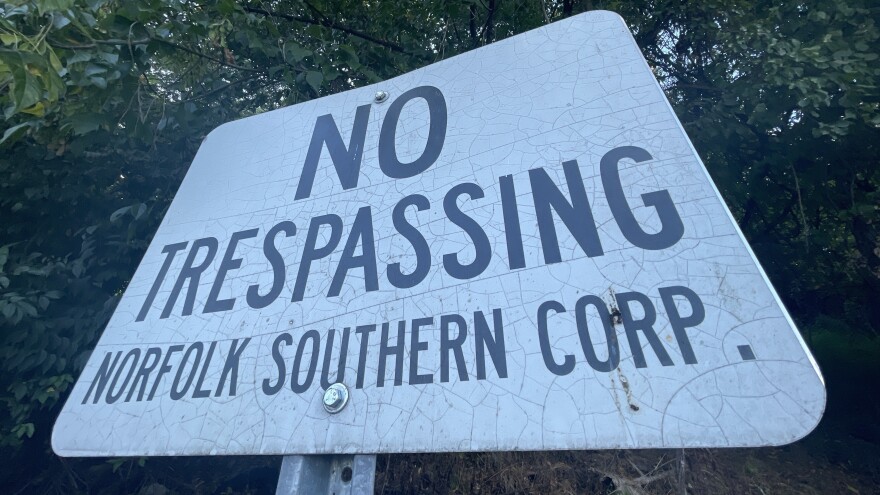 NO
TRESPASSING
NORFOLK SOUTHERN CORP.